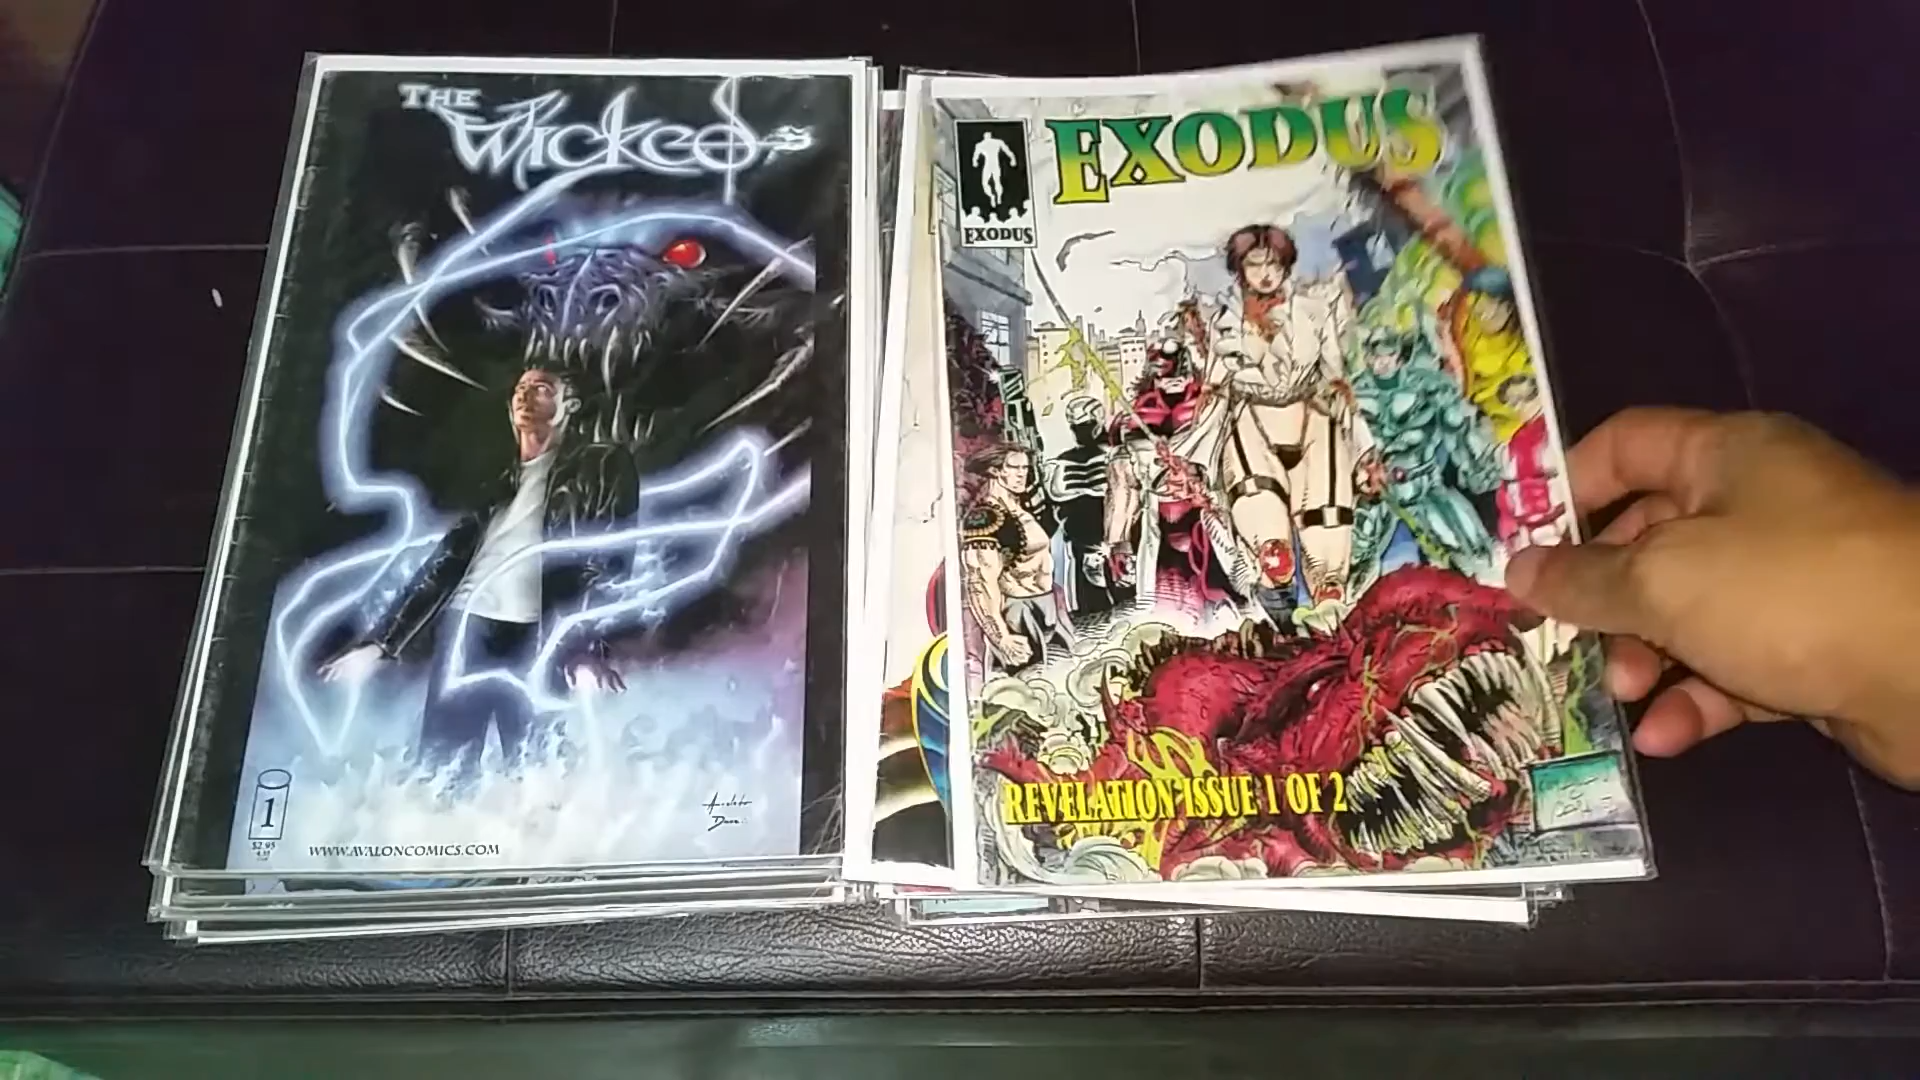 THE
Wicked
1
$2.95
WWW.AVALONCOMICS.COM
EXODUS
EXODUS
REVELATION ISSUE 1 OF 2